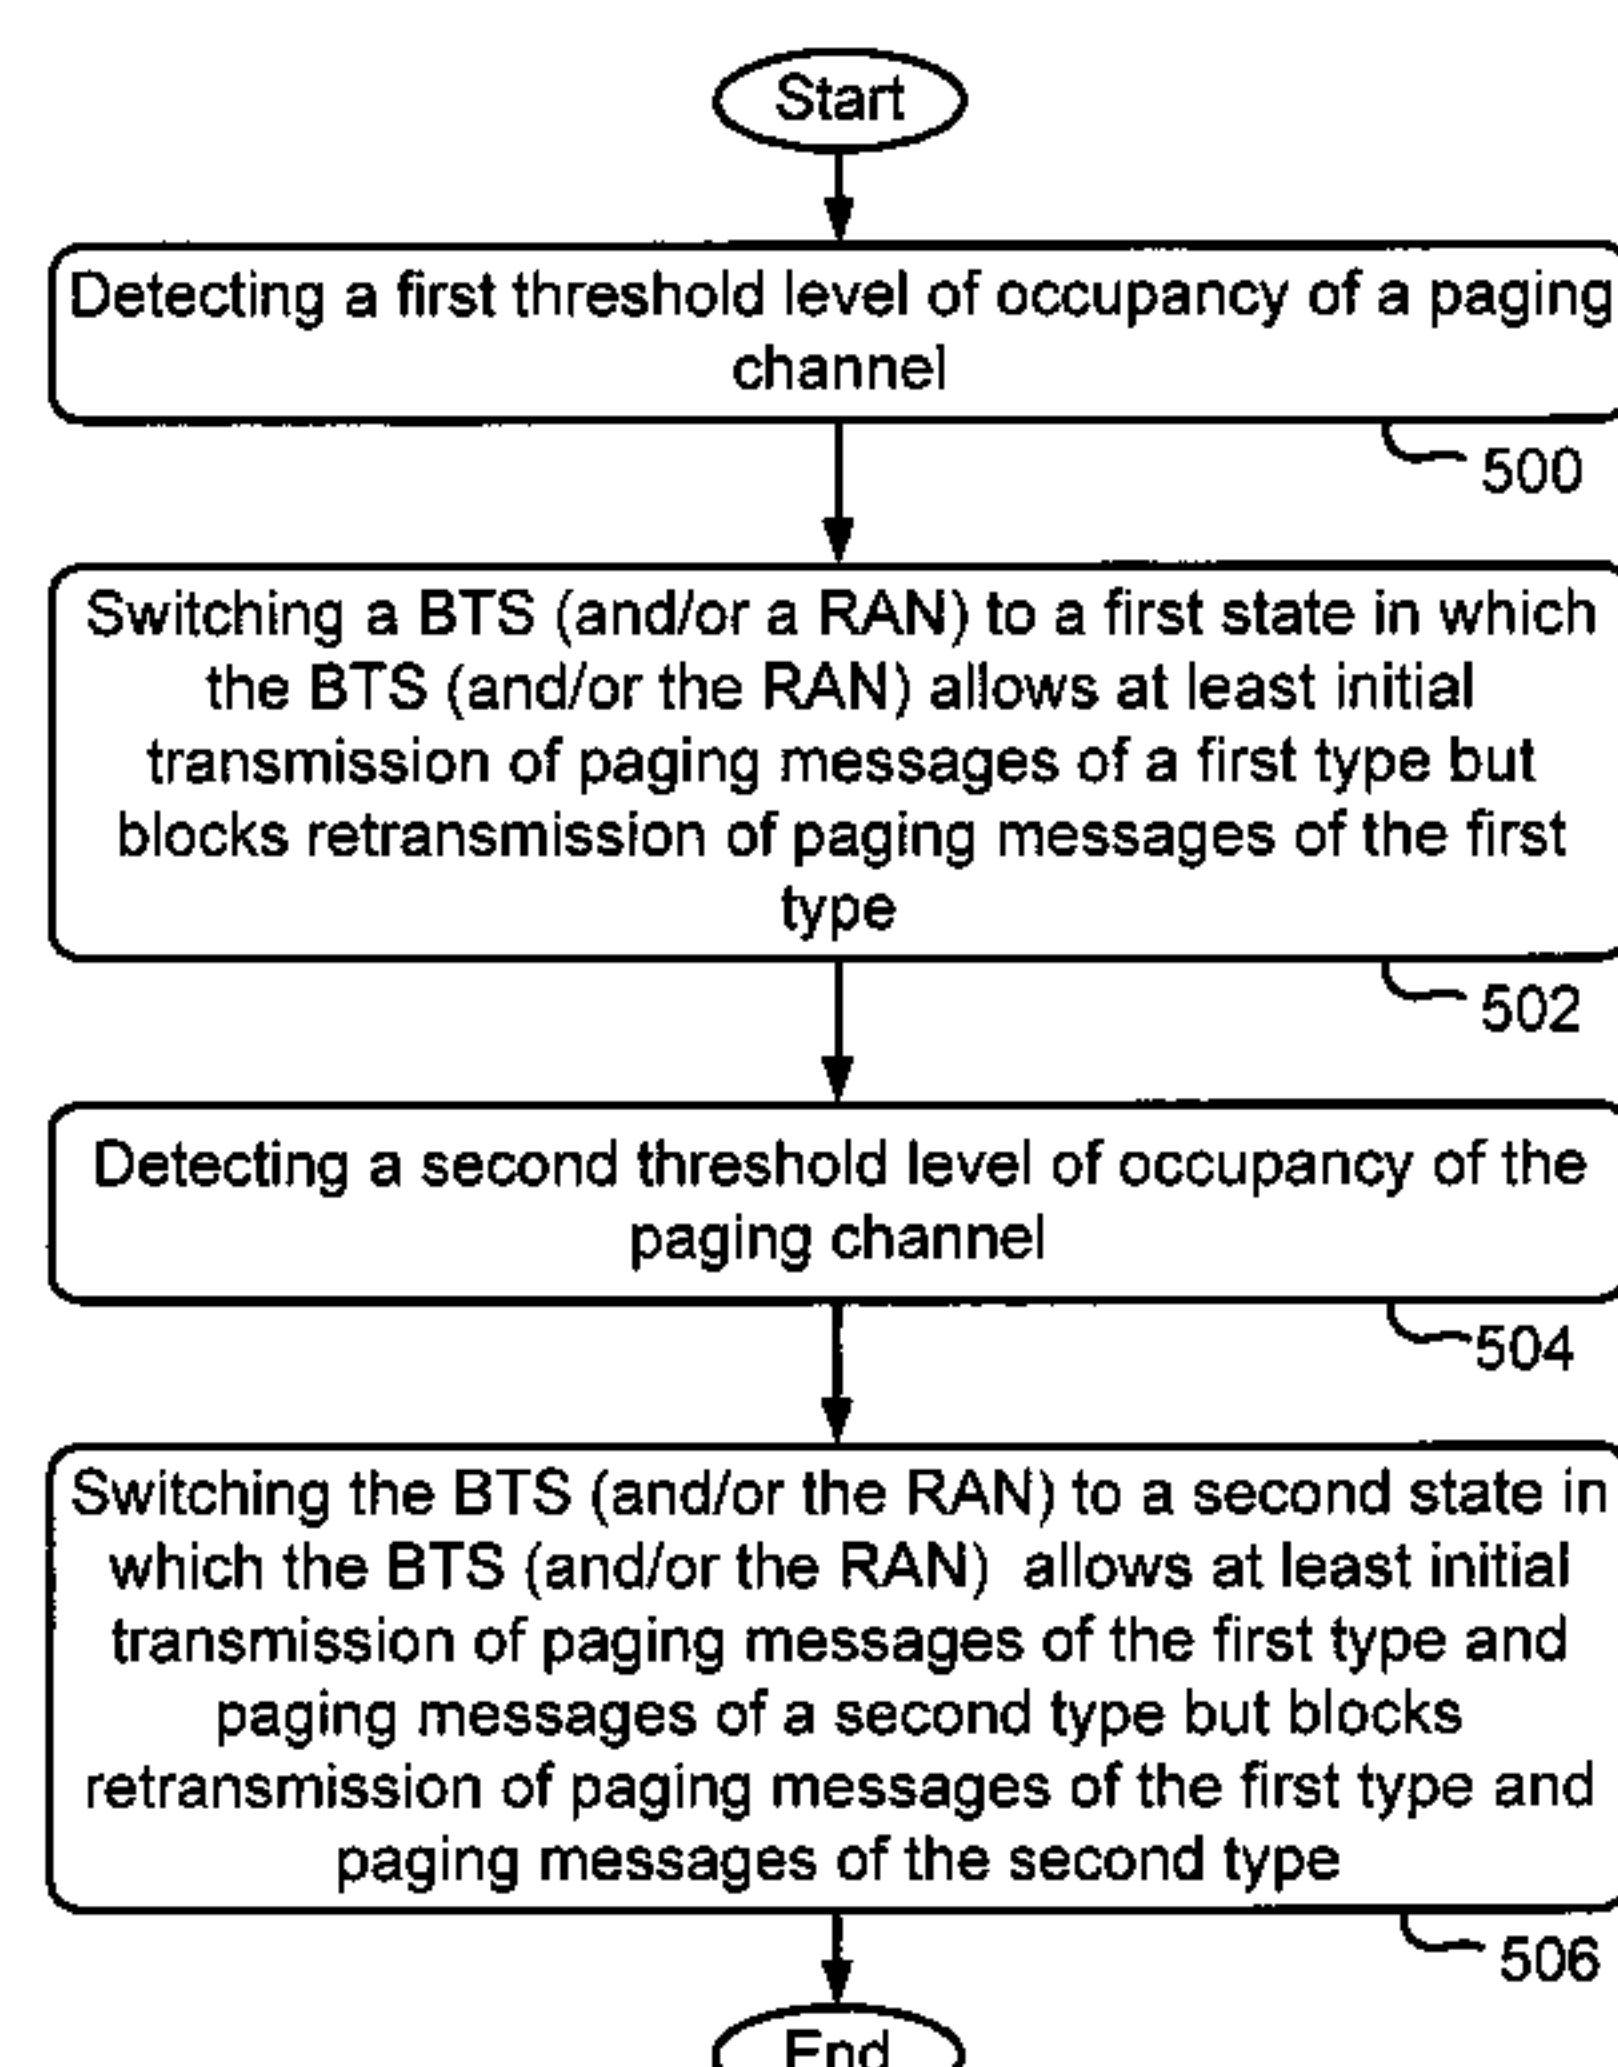 Start
Detecting a first threshold level of occupancy of a paging
channel
500
Switching a BTS (and/or a RAN) to a first state in which
the BTS (and/or the RAN) allows at least initial
transmission of paging messages of a first type but
blocks retransmission of paging messages of the first
type
502
Detecting a second threshold level of occupancy of the
paging channel
504
Switching the BTS (and/or the RAN) to a second state in
which the BTS (and/or the RAN) allows at least initial
transmission of paging messages of the first type and
paging messages of a second type but blocks
retransmission of paging messages of the first type and
paging messages of the second type
506
End